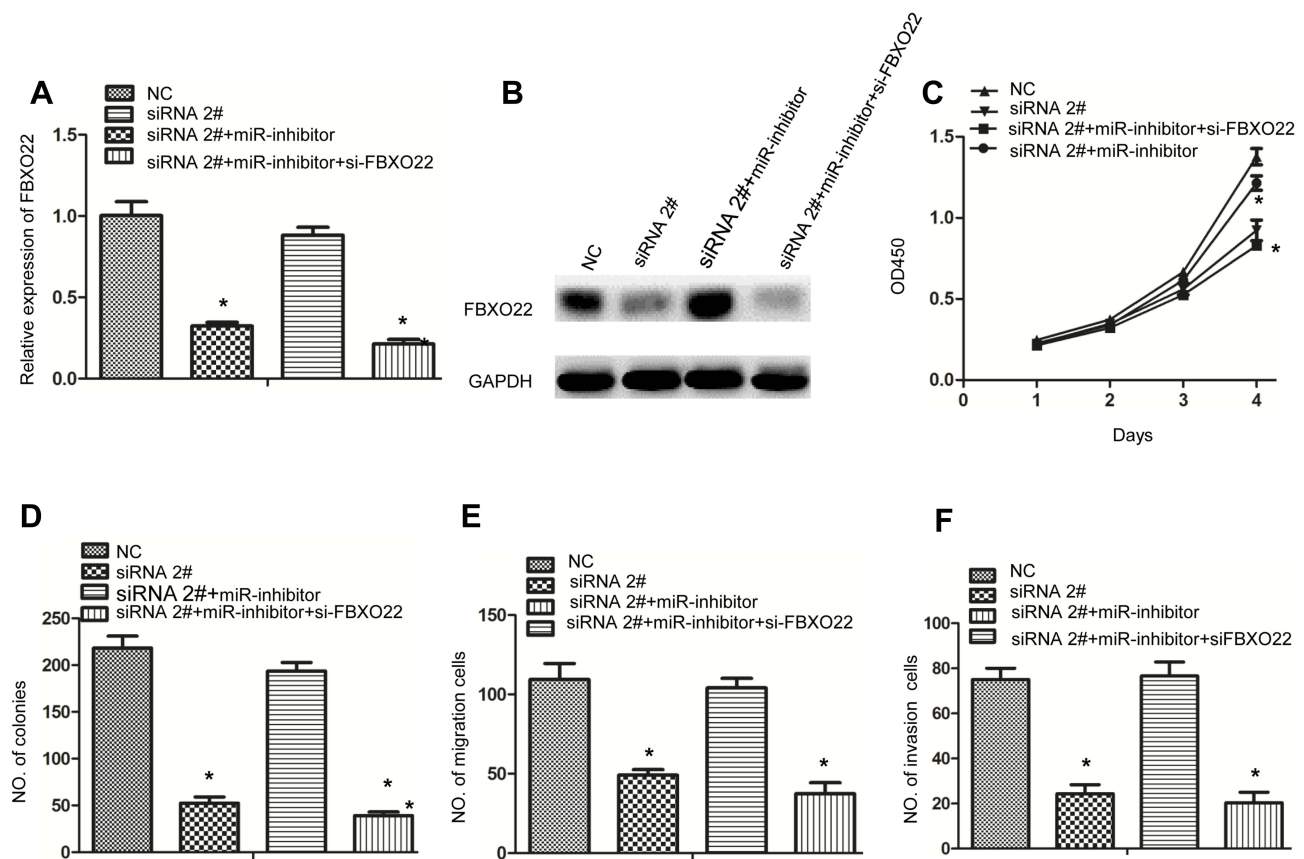 A
NC
siRNA 2#
siRNA 2#+miR-inhibitor
siRNA 2#+miR-inhibitor+si-FBXO22
Relative expression of FBXO22
1.5
1.0
0.5
0.0
*
*
*
B
NC
siRNA 2#
siRNA 2#+miR-inhibitor
siRNA 2#+miR-inhibitor+si-FBXO22
FBXO22
GAPDH
C
NC
siRNA 2#
siRNA 2#+miR-inhibitor+si-FBXO22
siRNA 2#+miR-inhibitor
OD450
1.5
1.0
0.5
0.0
*
*
0 1 2 3 4
Days
D
NC
siRNA 2#
siRNA 2#+miR-inhibitor
siRNA 2#+miR-inhibitor+si-FBXO22
NO. of colonies
250
200
150
100
50
0
*
*
*
E
NC
siRNA 2#
siRNA 2#+miR-inhibitor
siRNA 2#+miR-inhibitor+si-FBXO22
NO. of migration cells
150
100
50
0
*
*
F
NC
siRNA 2#
siRNA 2#+miR-inhibitor
siRNA 2#+miR-inhibitor+siFBXO22
NO. of invasion cells
100
80
60
40
20
0
*
*